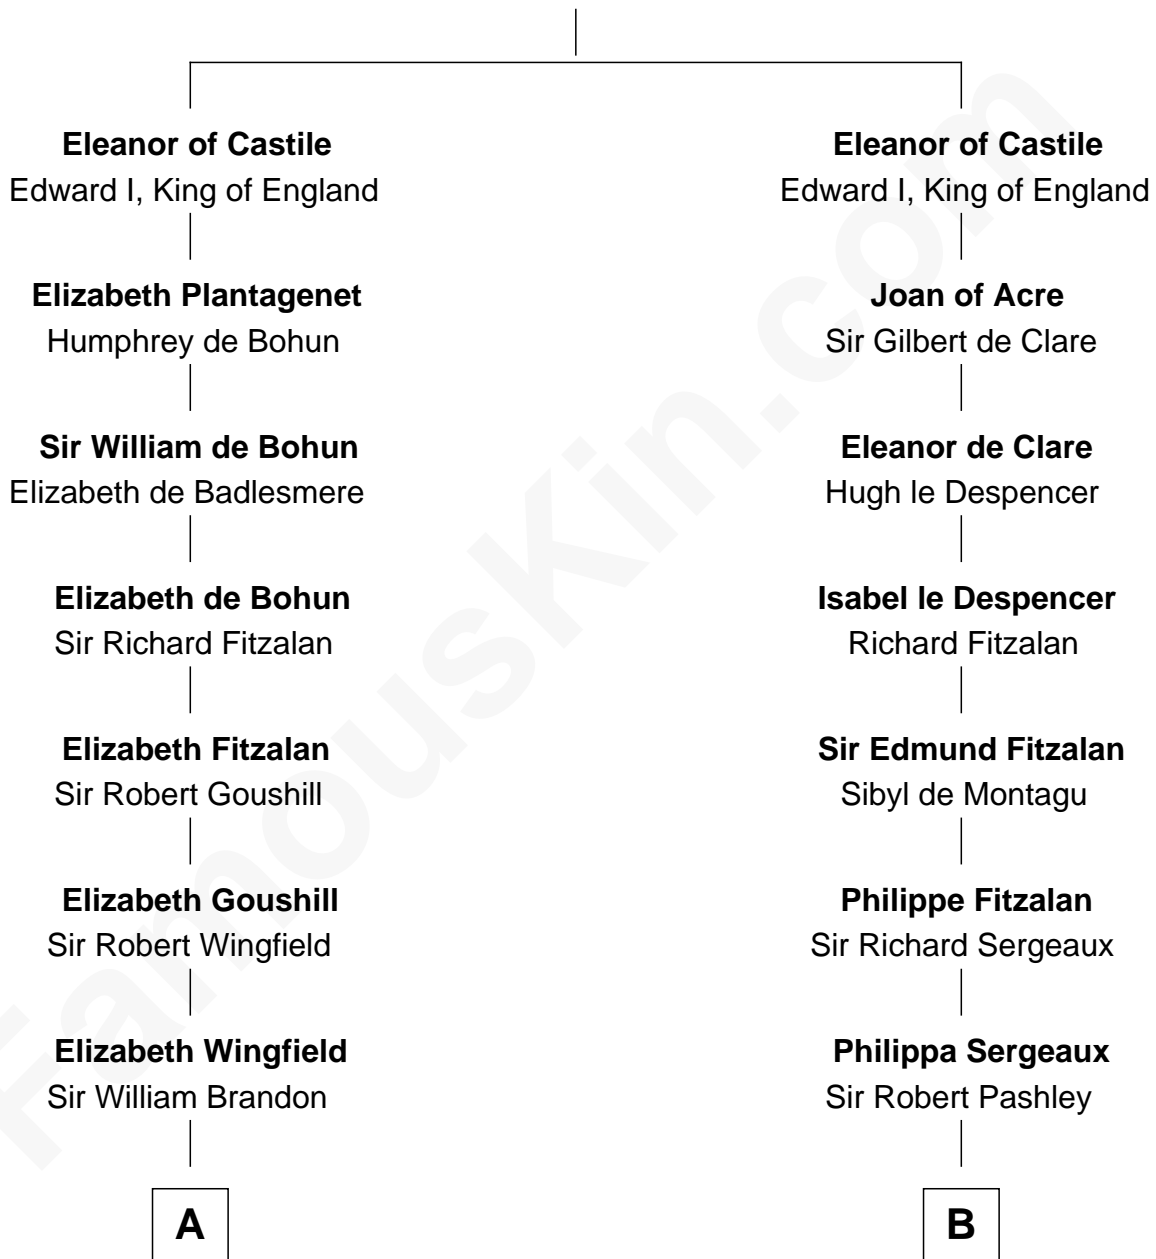 Eleanor of Castile
Edward I, King of England
Elizabeth Plantagenet
Humphrey de Bohun
Sir William de Bohun
Elizabeth de Badlesmere
Elizabeth de Bohun
Sir Richard Fitzalan
Elizabeth Fitzalan
Sir Robert Goushill
Elizabeth Goushill
Sir Robert Wingfield
Elizabeth Wingfield
Sir William Brandon
A
Eleanor of Castile
Edward I, King of England
Joan of Acre
Sir Gilbert de Clare
Eleanor de Clare
Hugh le Despencer
Isabel le Despencer
Richard Fitzalan
Sir Edmund Fitzalan
Sibyl de Montagu
Philippe Fitzalan
Sir Richard Sergeaux
Philippa Sergeaux
Sir Robert Pashley
B
FamousKin.com